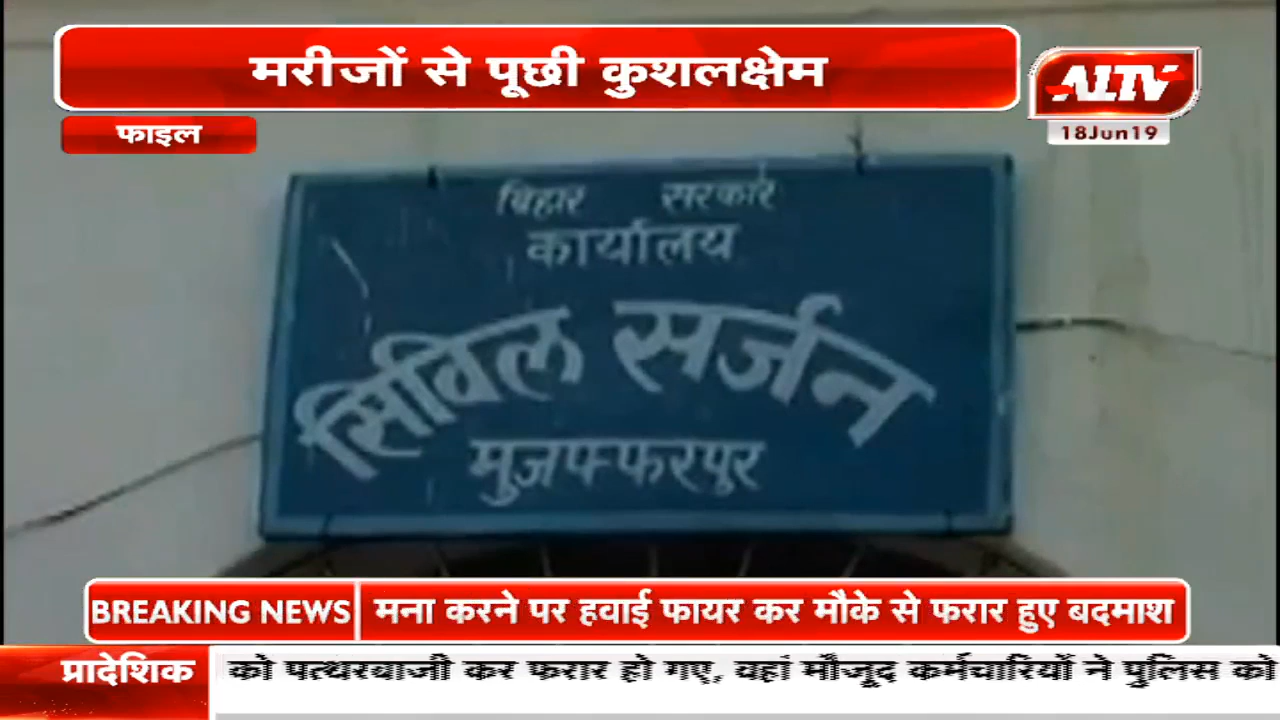 मरीजों से पूछी कुशलक्षेम
ALTV
18Jun19
फाइल
बिहार सरकार
कार्यालय
सिविल सर्जन
मुजफ्फरपुर
BREAKING NEWS मना करने पर हवाई फायर कर मौके से फरार हुए बदमाश
प्रादेशिक को पत्थरबाजी कर फरार हो गए, यहां मौजूद कर्मचारियों ने पुलिस को